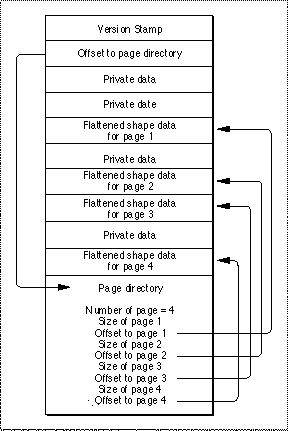 Version Stamp
Offset to page directory
Private data
Private date
Flattened shape data
for page 1
Private data
Flattened shape data
for page 2
Flattened shape data
for page 3
Private data
Flattened shape data
for page 4
Page directory
Number of page = 4
Size of page 1
Offset to page 1
Size of page 2
Offset to page 2
Size of page 3
Offset to page 3
Size of page 4
Offset to page 4